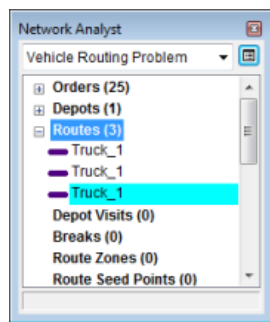 Network Analyst
Vehicle Routing Problem
Orders (25)
Depots (1)
Routes (3)
Truck_1
Truck_1
Truck_1
Depot Visits (0)
Breaks (0)
Route Zones (0)
Route Seed Points (0)